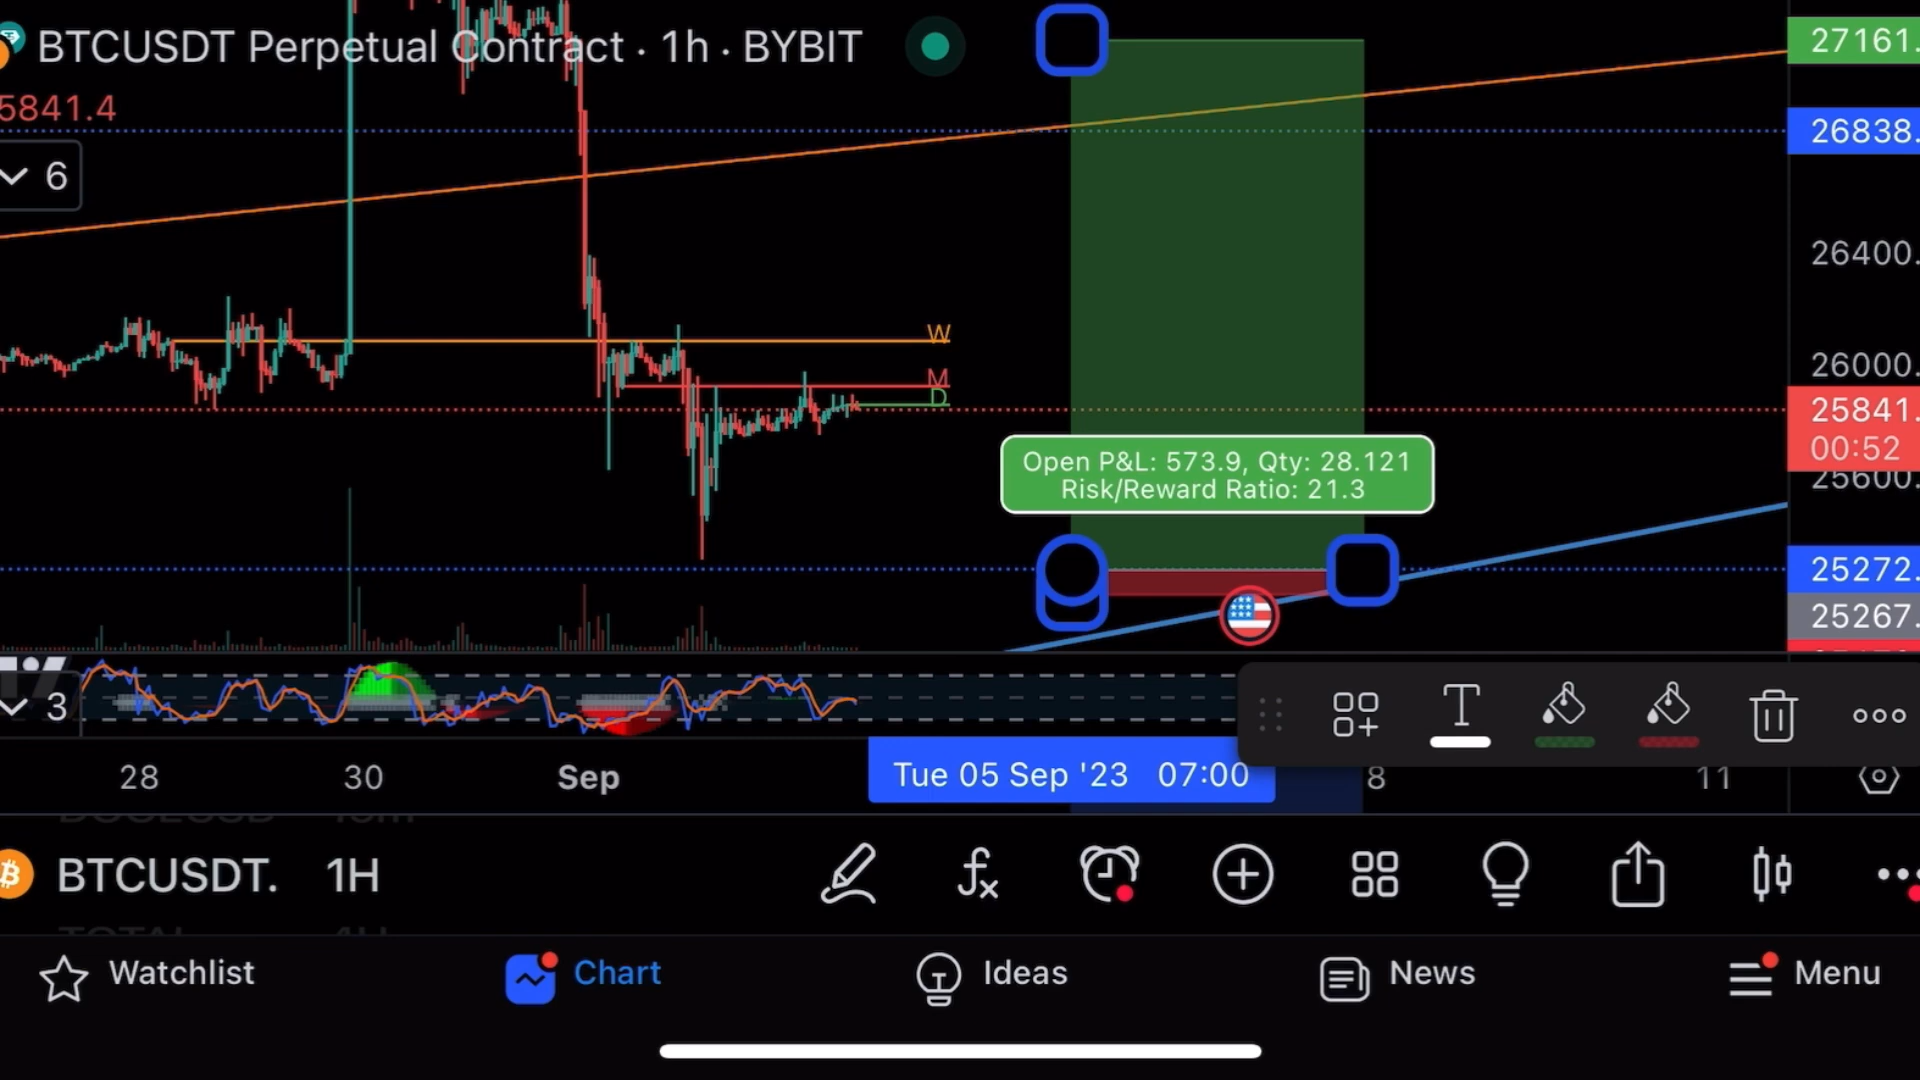 BTCUSDT Perpetual Contract · 1h · BYBIT
5841.4
6
27161.
26838.
26400.
26000.
25841.
00:52
25600.
25272.
25267.
W
M
D
Open P&L: 573.9, Qty: 28.121
Risk/Reward Ratio: 21.3
3
T
28
30
Sep
Tue 05 Sep '23 07:00
8
11
BTCUSDT. 1H
Watchlist
Chart
Ideas
News
Menu